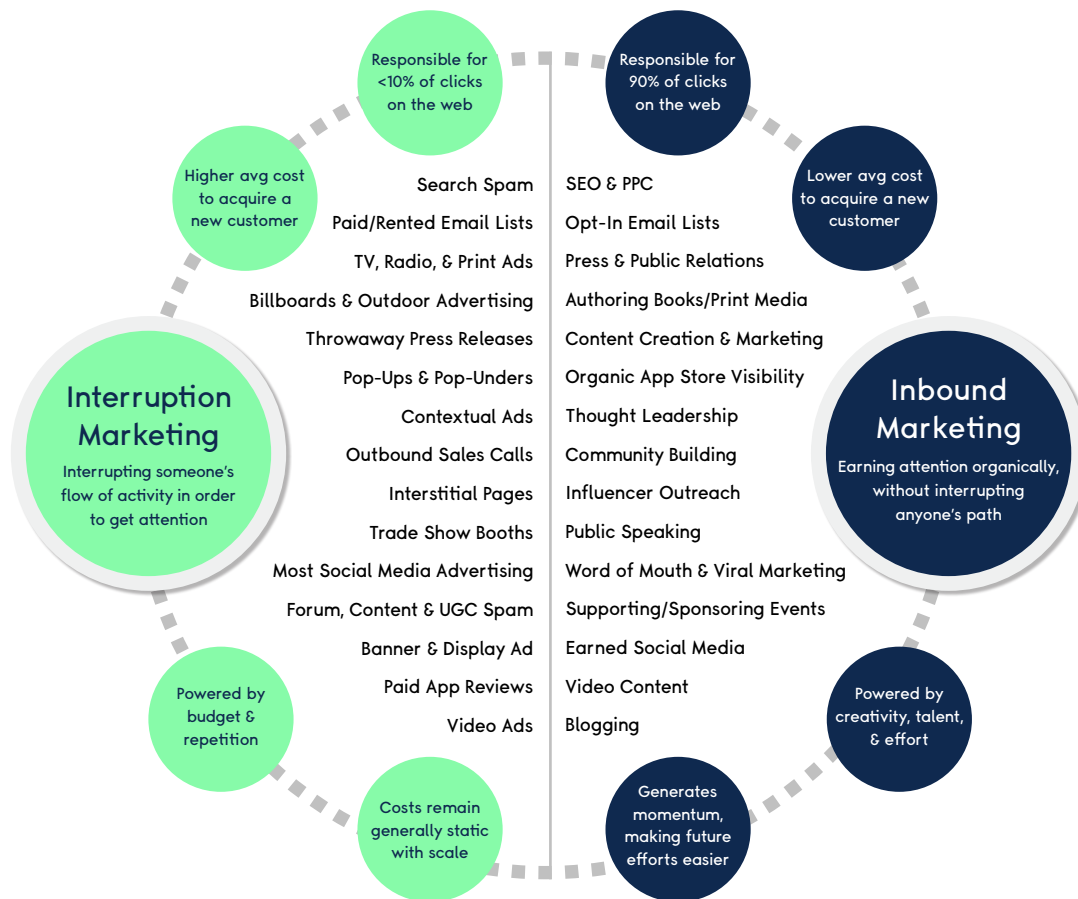 Responsible for
<10% of clicks
on the web
Higher avg cost
to acquire a
new customer
Interruption
Marketing
Interrupting someone's
flow of activity in order
to get attention
Powered by
budget &
repetition
Costs remain
generally static
with scale
Search Spam
Paid/Rented Email Lists
TV, Radio, & Print Ads
Billboards & Outdoor Advertising
Throwaway Press Releases
Pop-Ups & Pop-Unders
Contextual Ads
Outbound Sales Calls
Interstitial Pages
Trade Show Booths
Most Social Media Advertising
Forum, Content & UGC Spam
Banner & Display Ad
Paid App Reviews
Video Ads
SEO & PPC
Opt-In Email Lists
Press & Public Relations
Authoring Books/Print Media
Content Creation & Marketing
Organic App Store Visibility
Thought Leadership
Community Building
Influencer Outreach
Public Speaking
Word of Mouth & Viral Marketing
Supporting/Sponsoring Events
Earned Social Media
Video Content
Blogging
Responsible for
90% of clicks
on the web
Lower avg cost
to acquire a new
customer
Inbound
Marketing
Earning attention organically,
without interrupting
anyone's path
Powered by
creativity, talent,
& effort
Generates
momentum,
making future
efforts easier